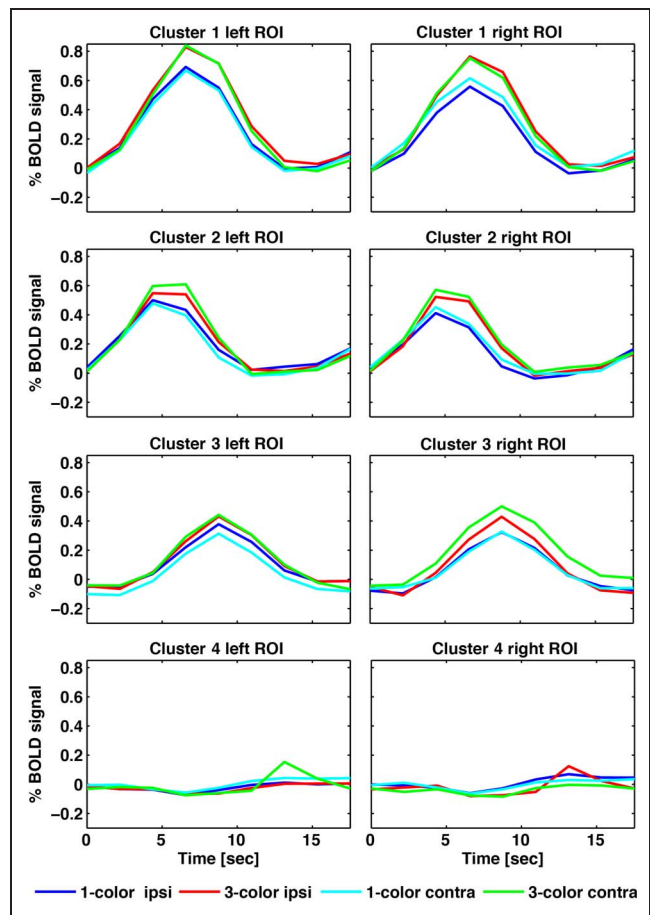 Cluster 1 left ROI
Cluster 1 right ROI
0.8
0.6
0.4
0.2
0
−0.2
% BOLD signal
Cluster 2 left ROI
Cluster 2 right ROI
0.8
0.6
0.4
0.2
0
−0.2
% BOLD signal
Cluster 3 left ROI
Cluster 3 right ROI
0.8
0.6
0.4
0.2
0
−0.2
% BOLD signal
Cluster 4 left ROI
Cluster 4 right ROI
0.8
0.6
0.4
0.2
0
−0.2
% BOLD signal
0 5 10 15 0 5 10 15
Time [sec] Time [sec]
1-color ipsi 3-color ipsi 1-color contra 3-color contra